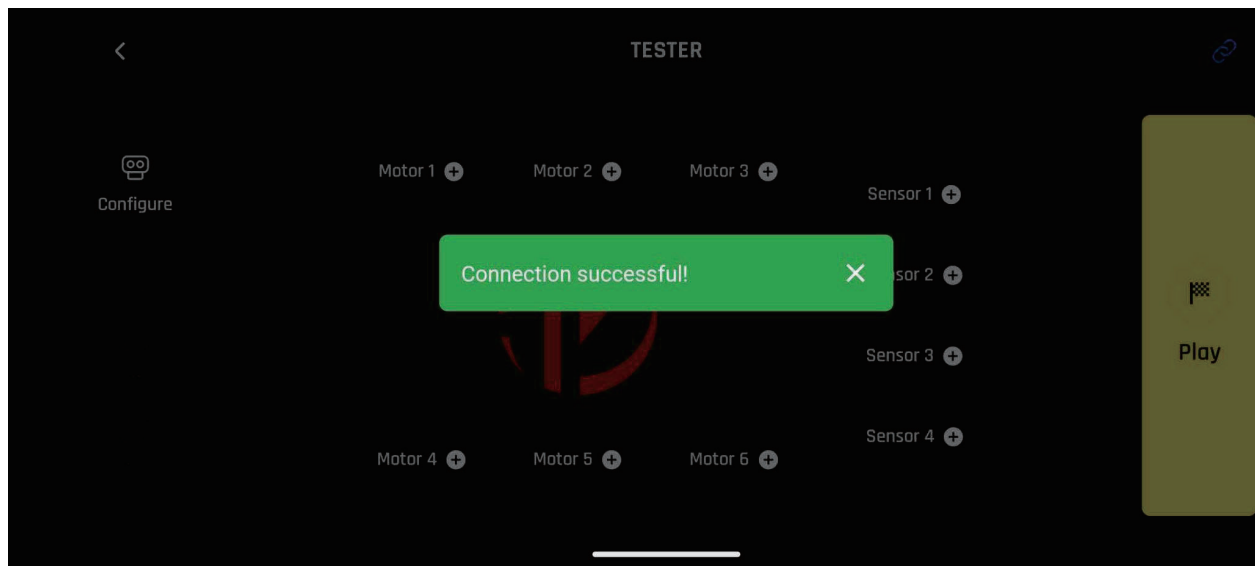 TESTER
Configure
Motor 1
Motor 2
Motor 3
Sensor 1
Connection successful!
sor 2
Sensor 3
Sensor 4
Motor 4
Motor 5
Motor 6
Play